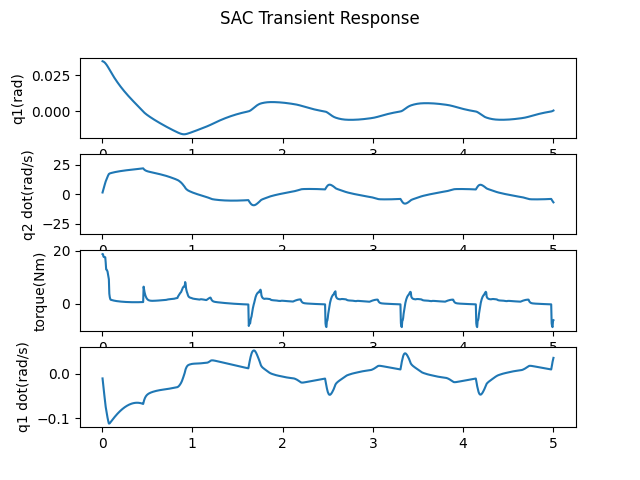 SAC Transient Response
q1(rad)
0.025
0.000
0 1 2 3 4 5
q2 dot(rad/s)
25
0
−25
0 1 2 3 4 5
torque(Nm)
20
0
0 1 2 3 4 5
q1 dot(rad/s)
0.0
−0.1
0 1 2 3 4 5